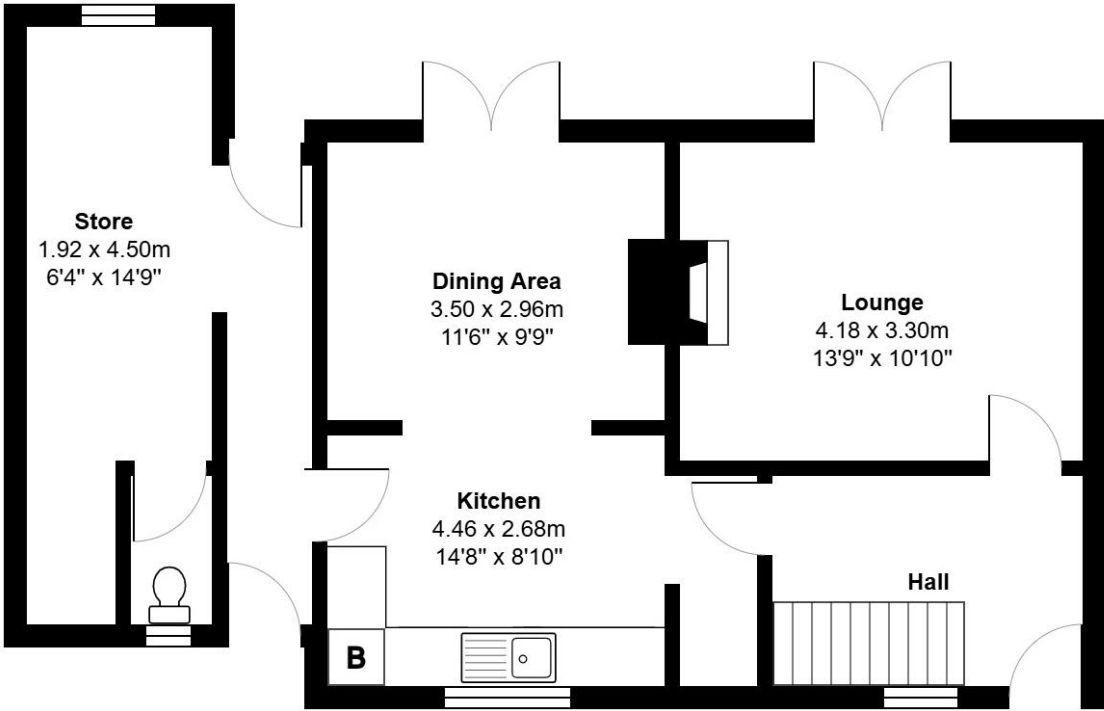 Store
1.92 x 4.50m
6'4" x 14'9"
Dining Area
3.50 x 2.96m
11'6" x 9'9"
Lounge
4.18 x 3.30m
13'9" x 10'10"
Kitchen
4.46 x 2.68m
14'8" x 8'10"
Hall
B